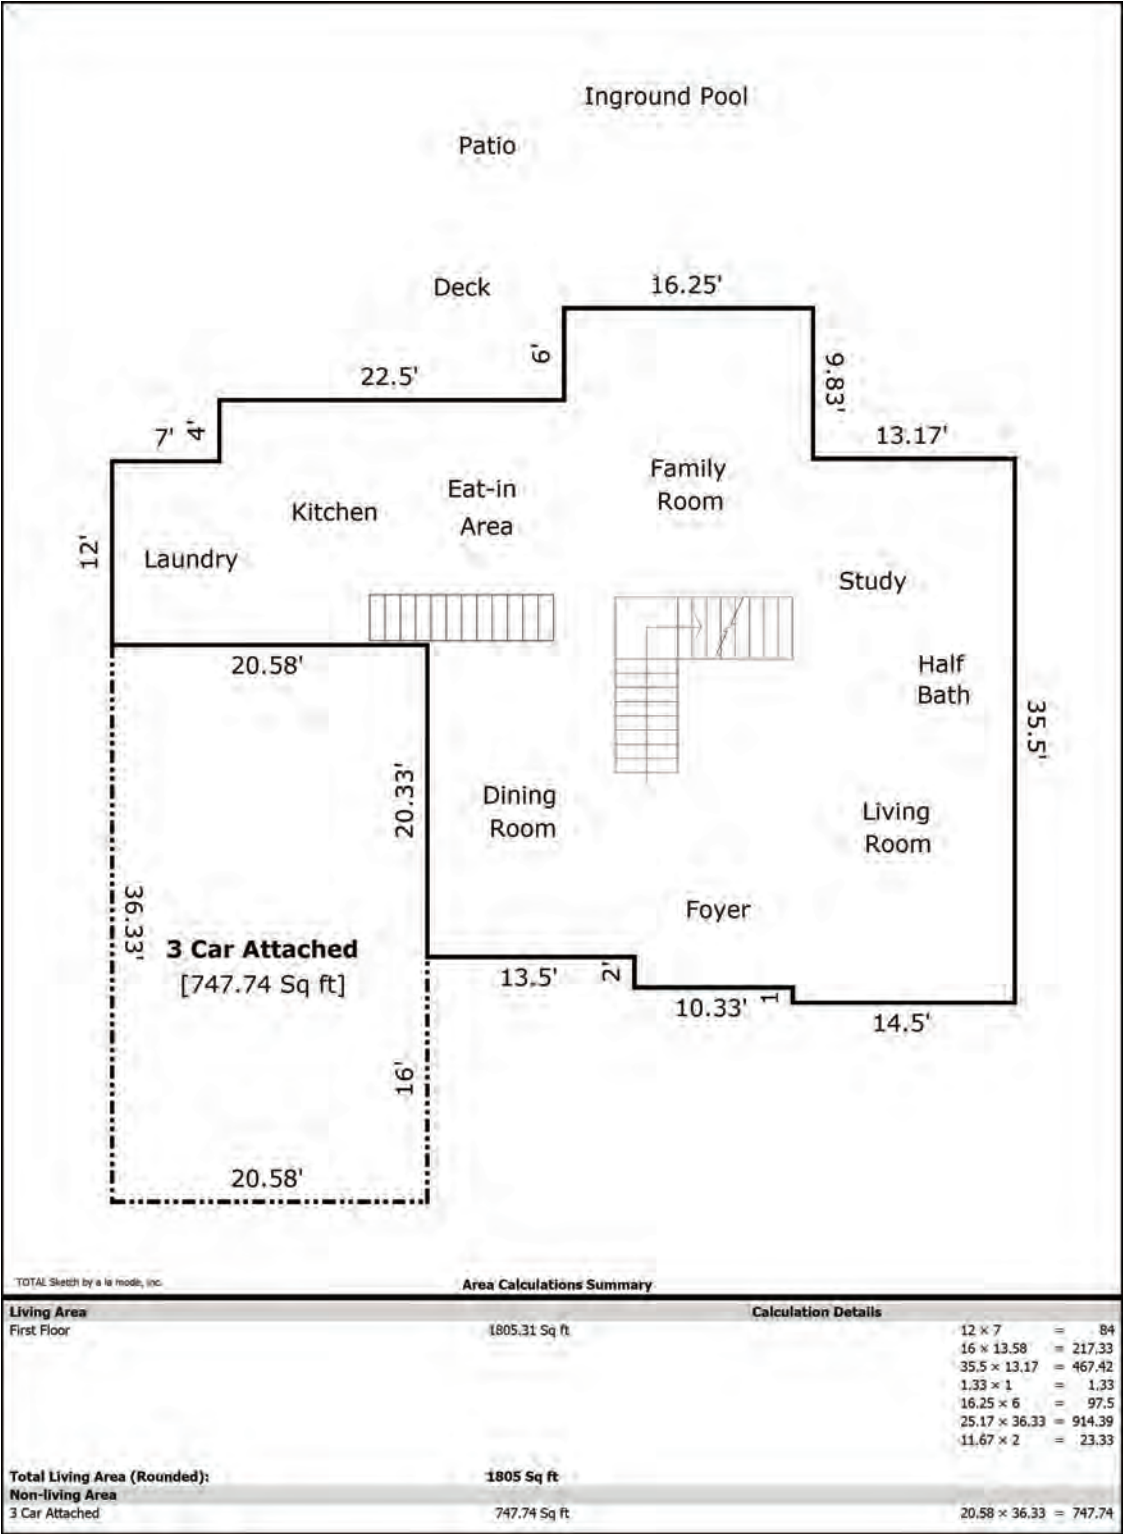 Inground Pool
Patio
Deck
16.25'
6'
9.83'
22.5'
13.17'
7'
4'
Family
Room
Eat-in
Area
Kitchen
12'
Laundry
Study
20.58'
Half
Bath
35.5'
20.33'
Dining
Room
Living
Room
36.33'
Foyer
3 Car Attached
[747.74 Sq ft]
13.5'
2'
10.33'
1
14.5'
16'
20.58'
TOTAL Sketch by a la mode, inc.
Area Calculations Summary
Living Area Calculation Details
First Floor 1805.31 Sq ft 12 × 7 = 84
16 × 13.58 = 217.33
35.5 × 13.17 = 467.42
1.33 × 1 = 1.33
16.25 × 6 = 97.5
25.17 × 36.33 = 914.39
11.67 × 2 = 23.33
Total Living Area (Rounded): 1805 Sq ft
Non-living Area
3 Car Attached 747.74 Sq ft 20.58 × 36.33 = 747.74